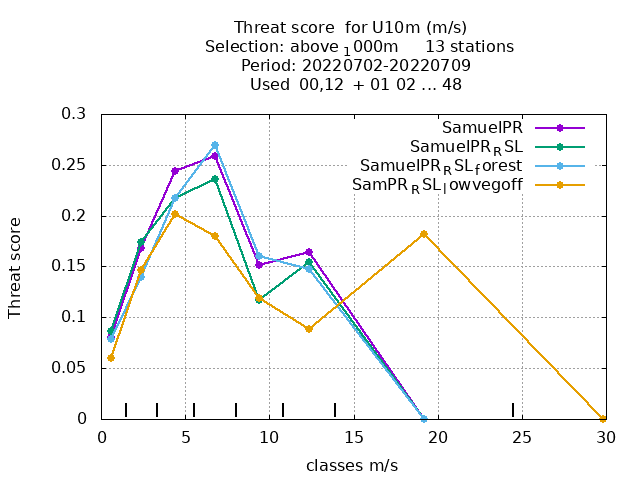 Threat score  for U10m (m/s)
Selection: above ₁000m     13 stations
Period: 20220702-20220709
Used  00,12  + 01 02 ... 48
SamuelPR
SamuelPR_RSL
SamuelPR_RSL_forest
SamPR_RSL_lowvegoff
Threat score
0.3
0.25
0.2
0.15
0.1
0.05
0
0 5 10 15 20 25 30
classes m/s